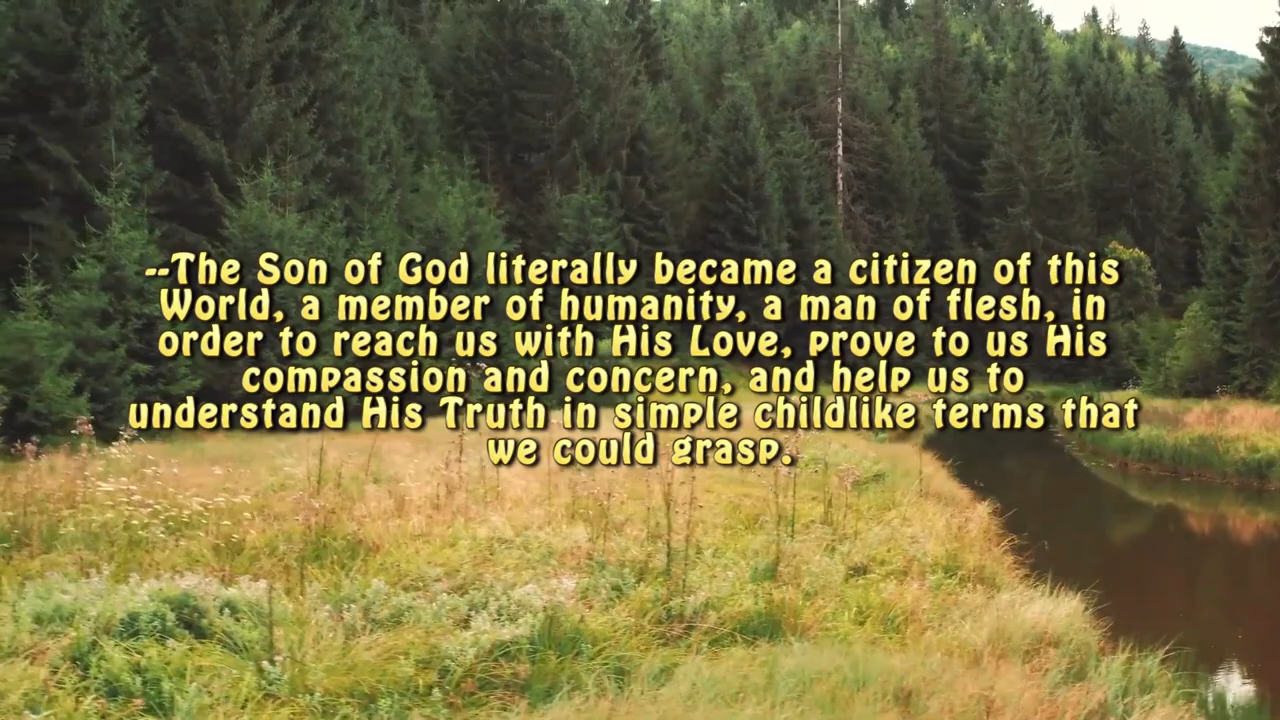 --The Son of God literally became a citizen of this
World, a member of humanity, a man of flesh, in
order to reach us with His Love, prove to us His
compassion and concern, and help us to
understand His Truth in simple childlike terms that
we could grasp.